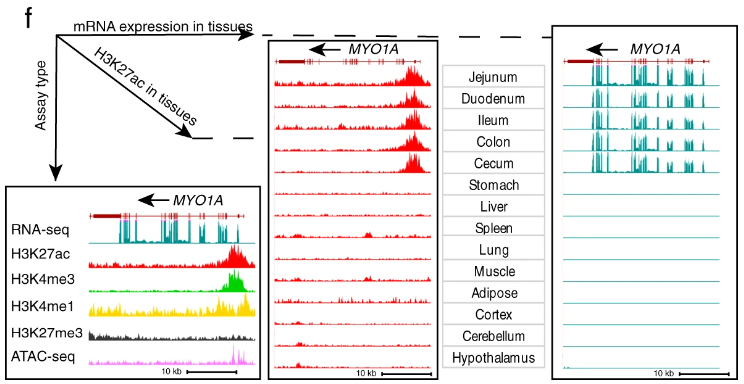 f
mRNA expression in tissues
H3K27ac in tissues
Assay type
MYO1A
RNA-seq
H3K27ac
H3K4me3
H3K4me1
H3K27me3
ATAC-seq
10 kb
MYO1A
10 kb
Jejunum
Duodenum
Ileum
Colon
Cecum
Stomach
Liver
Spleen
Lung
Muscle
Adipose
Cortex
Cerebellum
Hypothalamus
MYO1A
10 kb